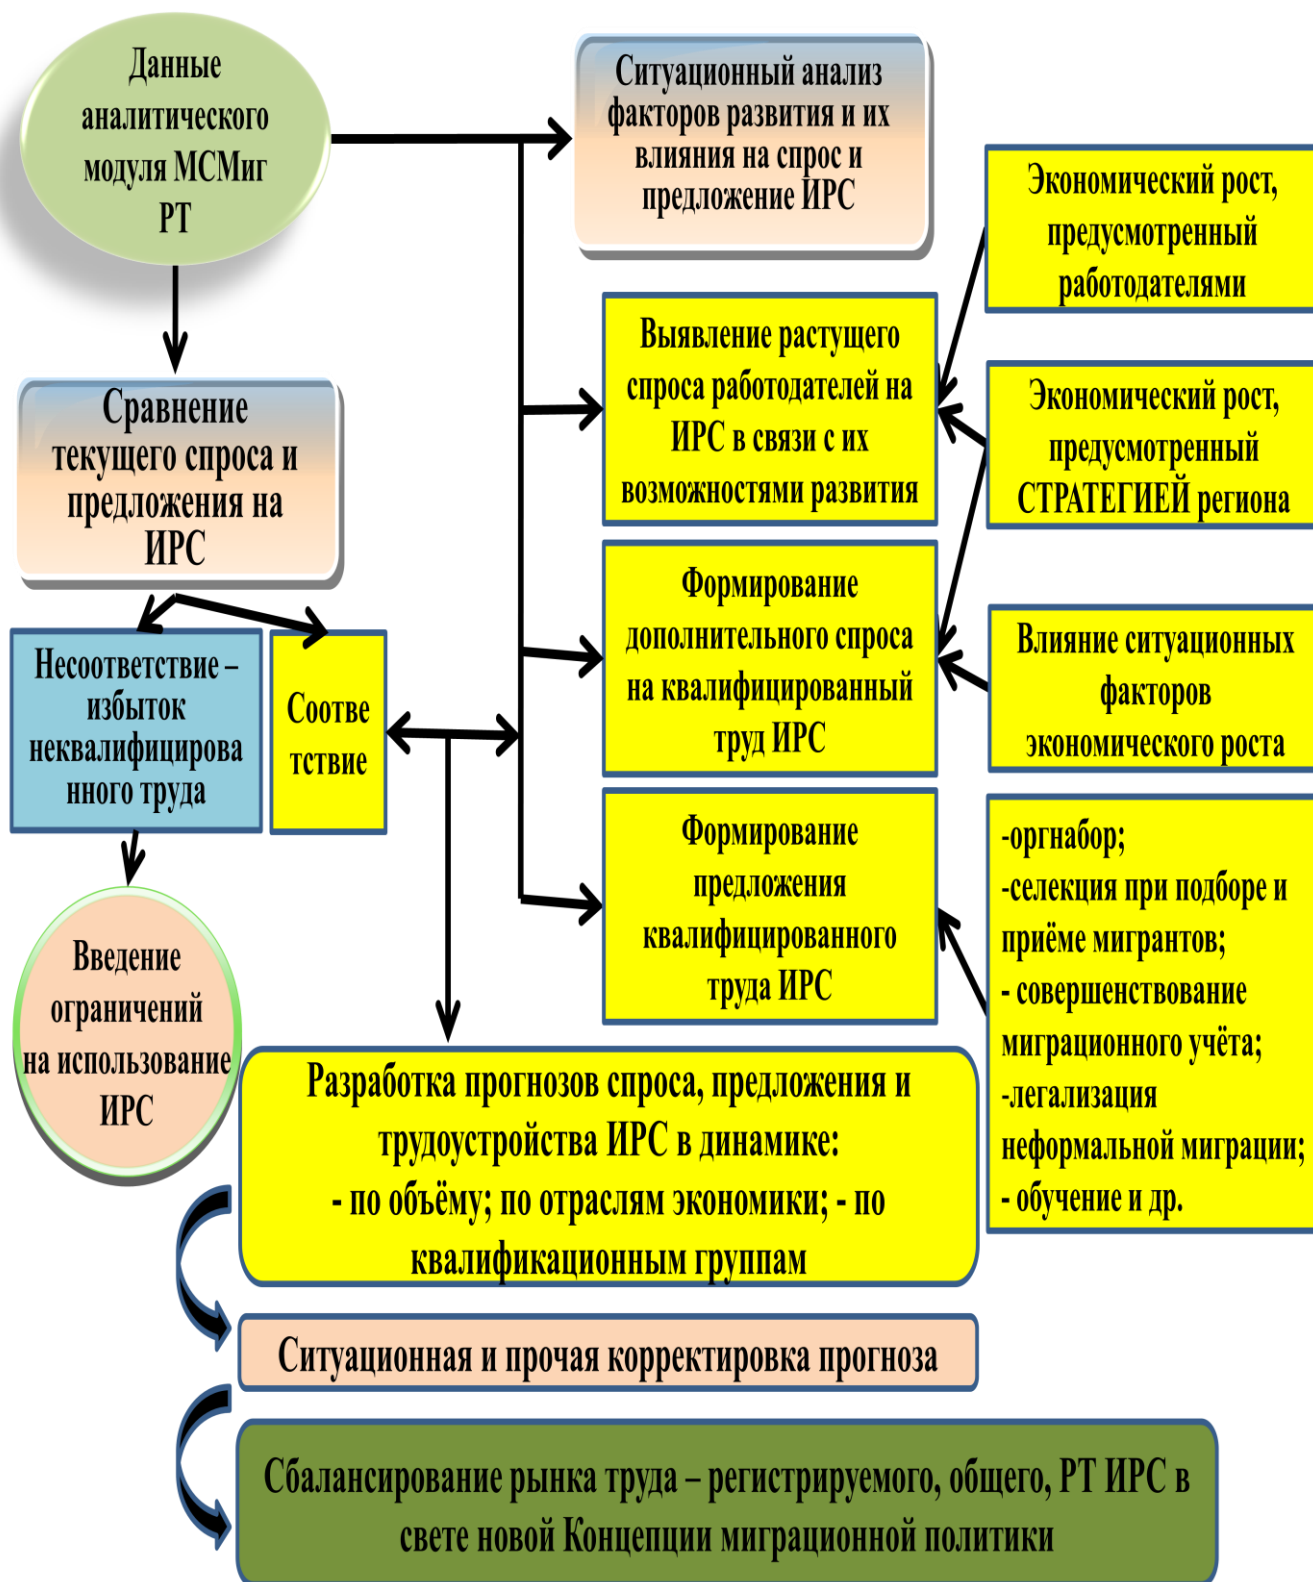 Данные
аналитического
модуля МСМиг
РТ
Ситуационный анализ
факторов развития и их
влияния на спрос и
предложение ИРС
Экономический рост,
предусмотренный
работодателями
Выявление растущего
спроса работодателей на
ИРС в связи с их
возможностями развития
Экономический рост,
предусмотренный
СТРАТЕГИЕЙ региона
Сравнение
текущего спроса и
предложения на
ИРС
Формирование
дополнительного спроса
на квалифицированный
труд ИРС
Влияние ситуационных
факторов
экономического роста
Несоответствие –
избыток
неквалифицирова
нного труда
Соотве
тствие
Формирование
предложения
квалифицированного
труда ИРС
-оргнабор;
-селекция при подборе и
приёме мигрантов;
- совершенствование
миграционного учёта;
-легализация
неформальной миграции;
- обучение и др.
Введение
ограничений
на использование
ИРС
Разработка прогнозов спроса, предложения и
трудоустройства ИРС в динамике:
- по объёму; по отраслям экономики; - по
квалификационным группам
Ситуационная и прочая корректировка прогноза
Сбалансирование рынка труда – регистрируемого, общего, РТ ИРС в
свете новой Концепции миграционной политики